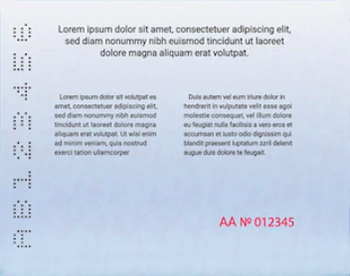 Lorem ipsum dolor sit amet, consectetuer adipiscing elit,
sed diam nonummy nibh euismod tincidunt ut laoreet
dolore magna aliquam erat volutpat.
Lorem ipsum dolor sit volutpat es
amet, consectetuer adipiscing elit,
sed diam nonummy nibh euismod
tincidunt ut laoreet dolore magna
aliquam erat volutpat. Ut wisi enim
ad minim veniam, quis nostrud
exerci tation ullamcorper
Duis autem vel eum iriure dolor in
hendrerit in vulputate velit esse agoi
molestie consequat, vel illum dolore
eu feugiat nulla facilisis a vero eros et
accumsan et iusto odio dignissim qui
blandit praesent luptatum zzril delenit
augue duis dolore te feugait.
AA № 012345